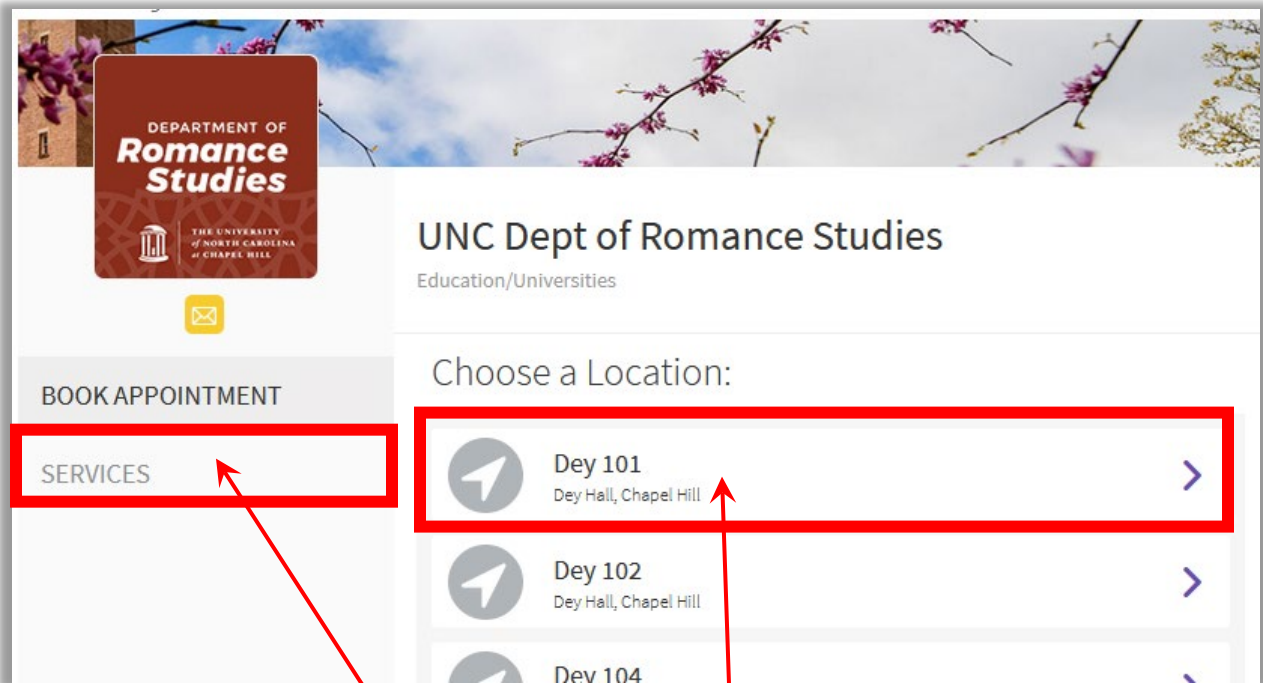 DEPARTMENT OF
Romance
Studies
THE UNIVERSITY
of NORTH CAROLINA
at CHAPEL HILL
UNC Dept of Romance Studies
Education/Universities
BOOK APPOINTMENT
SERVICES
Choose a Location:
Dey 101
Dey Hall, Chapel Hill
Dey 102
Dey Hall, Chapel Hill
Dey 104